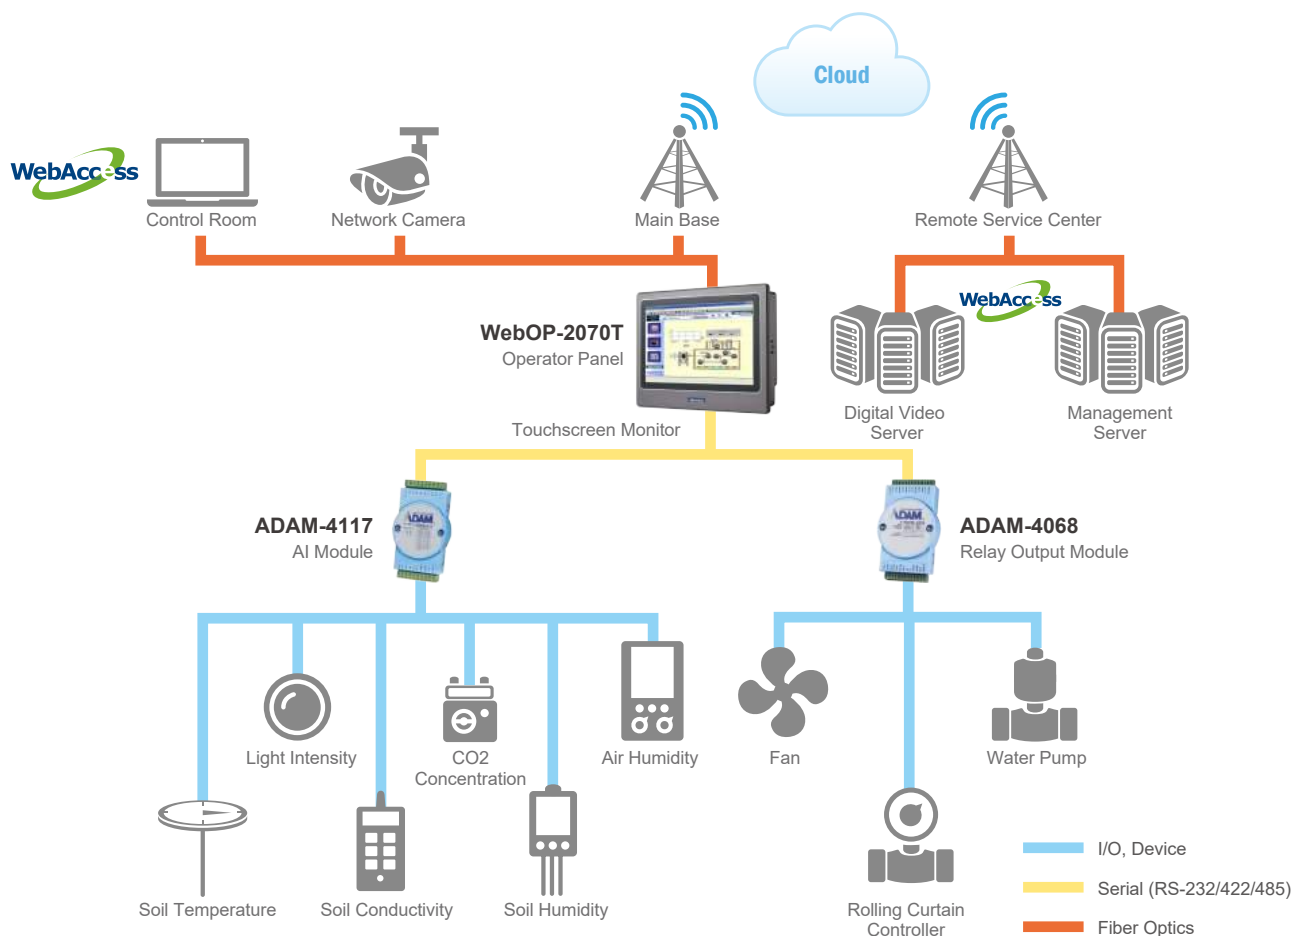 Cloud
WebAccess
Control Room
Network Camera
Main Base
Remote Service Center
WebAccess
WebOP-2070T
Operator Panel
Touchscreen Monitor
Digital Video
Server
Management
Server
ADAM-4117
AI Module
ADAM
ADAM-4068
Relay Output Module
ADAM
Light Intensity
CO2
Concentration
Air Humidity
Fan
Water Pump
Soil Temperature
Soil Conductivity
Soil Humidity
Rolling Curtain
Controller
I/O, Device
Serial (RS-232/422/485)
Fiber Optics